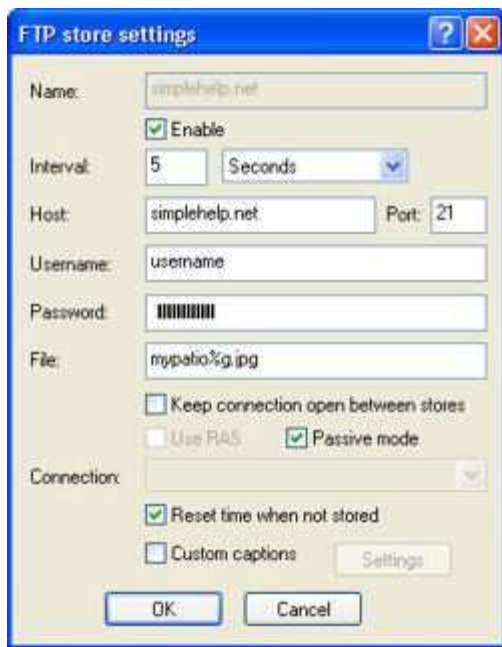 FTP store settings
Name: simplehelp.net
Enable
Interval: 5 Seconds
Host: simplehelp.net Port: 21
Username: username
Password:
File: mypatio%g.jpg
Keep connection open between stores
Use RAS Passive mode
Connection:
Reset time when not stored
Custom captions Settings
OK Cancel